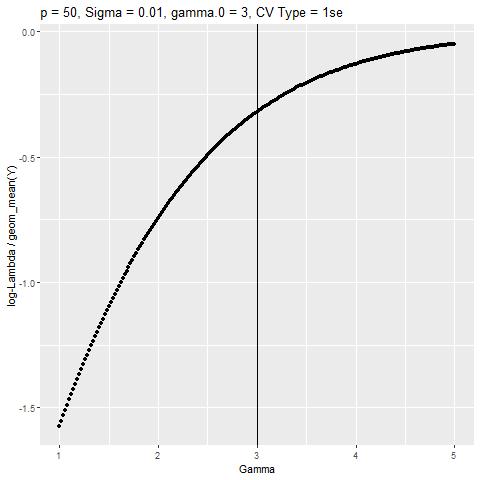 p = 50, Sigma = 0.01, gamma.0 = 3, CV Type = 1se
0.0
-0.5
-1.0
-1.5
log-Lambda / geom_mean(Y)
1 2 3 4 5
Gamma